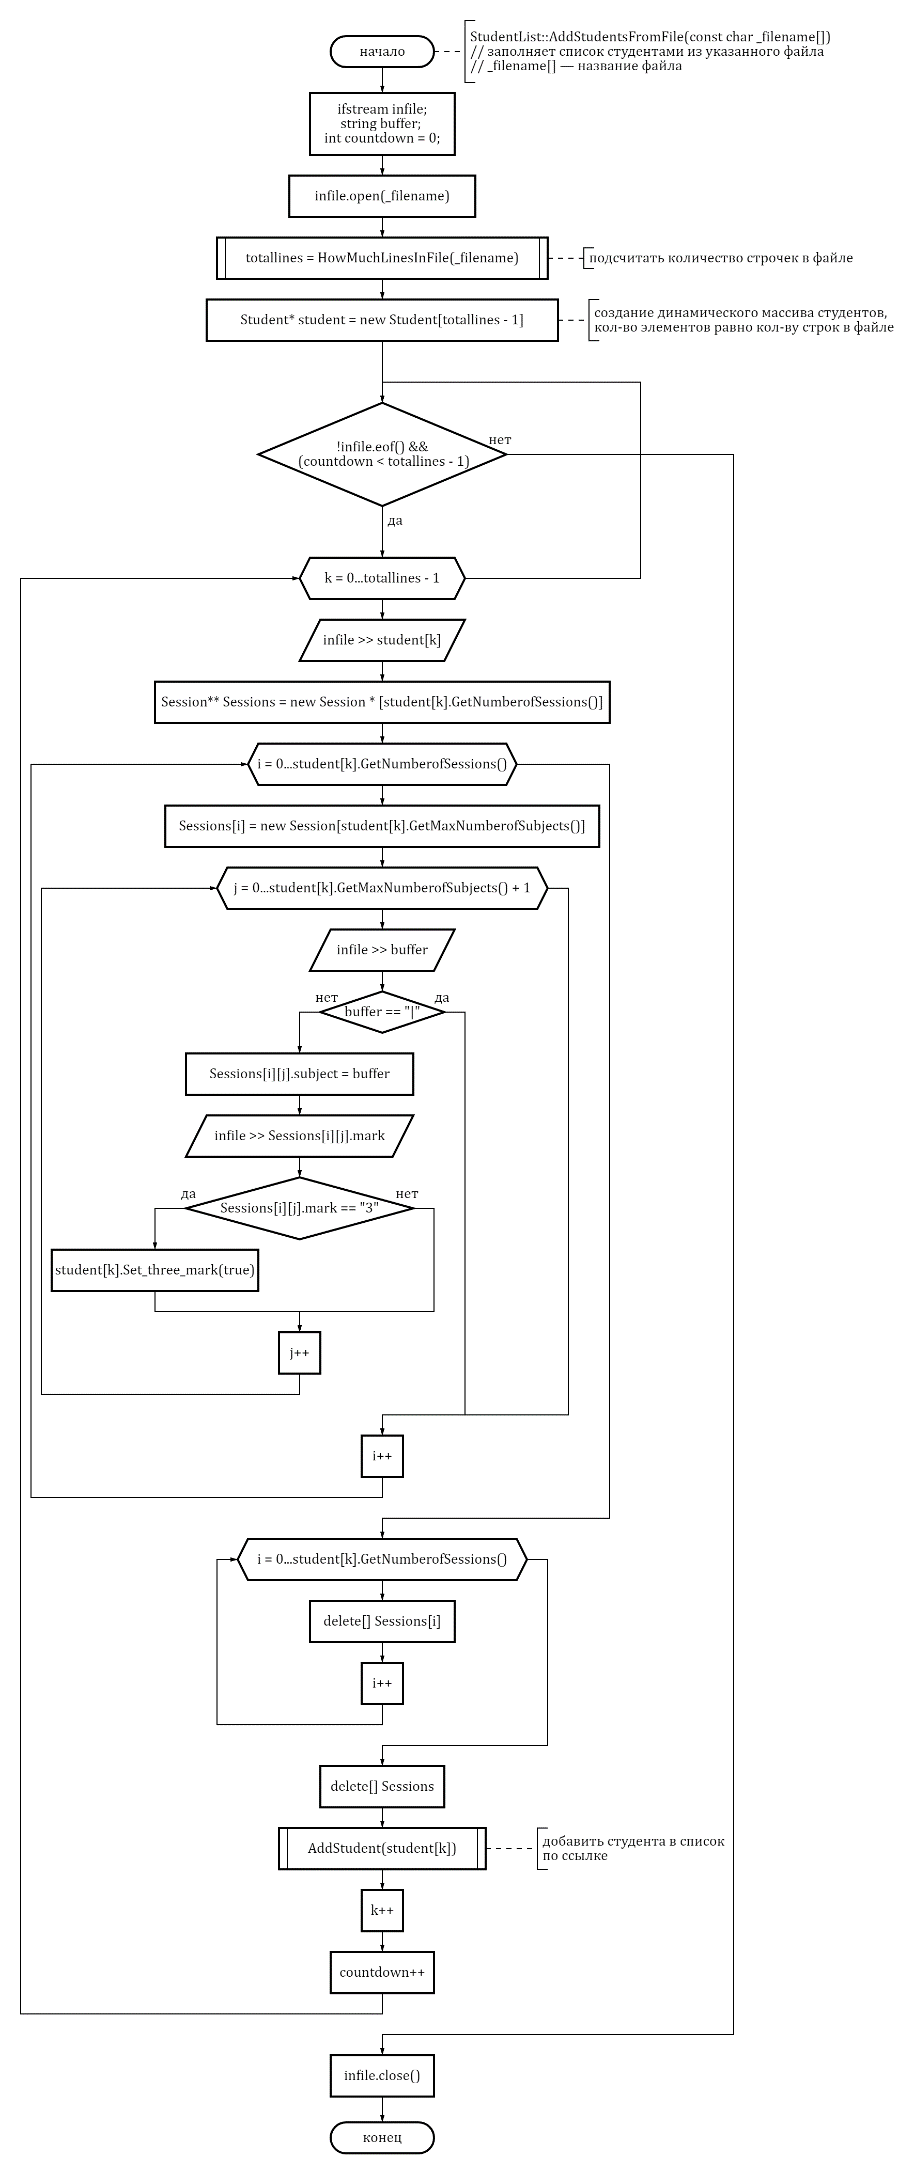 начало
StudentList::AddStudentsFromFile(const char _filename[])
// заполняет список студентами из указанного файла
// _filename[] — название файла
ifstream infile;
string buffer;
int countdown = 0;
infile.open(_filename)
totallines = HowMuchLinesInFile(_filename)
подсчитать количество строчек в файле
Student* student = new Student[totallines - 1]
создание динамического массива студентов,
кол-во элементов равно кол-ву строк в файле
!infile.eof() &&
(countdown < totallines - 1)
нет
да
k = 0...totallines - 1
infile >> student[k]
Session** Sessions = new Session * [student[k].GetNumberofSessions()]
i = 0...student[k].GetNumberofSessions()
Sessions[i] = new Session[student[k].GetMaxNumberofSubjects()]
j = 0...student[k].GetMaxNumberofSubjects() + 1
infile >> buffer
нет
да
buffer == "|"
Sessions[i][j].subject = buffer
infile >> Sessions[i][j].mark
да
нет
Sessions[i][j].mark == "3"
student[k].Set_three_mark(true)
j++
i++
i = 0...student[k].GetNumberofSessions()
delete[] Sessions[i]
i++
delete[] Sessions
AddStudent(student[k])
добавить студента в список
по ссылке
k++
countdown++
infile.close()
конец